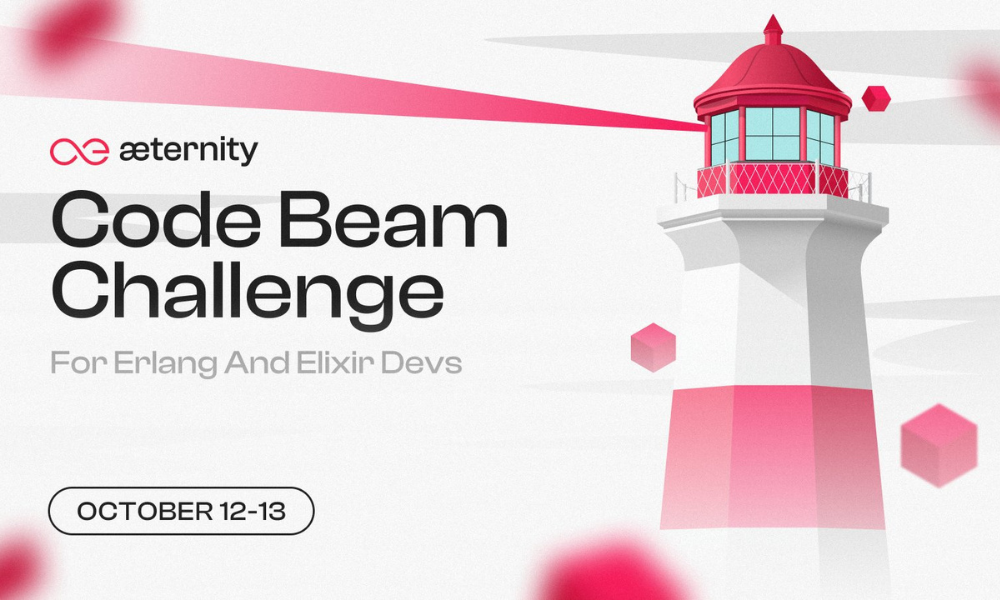 æternity
Code Beam
Challenge
For Erlang And Elixir Devs
OCTOBER 12-13